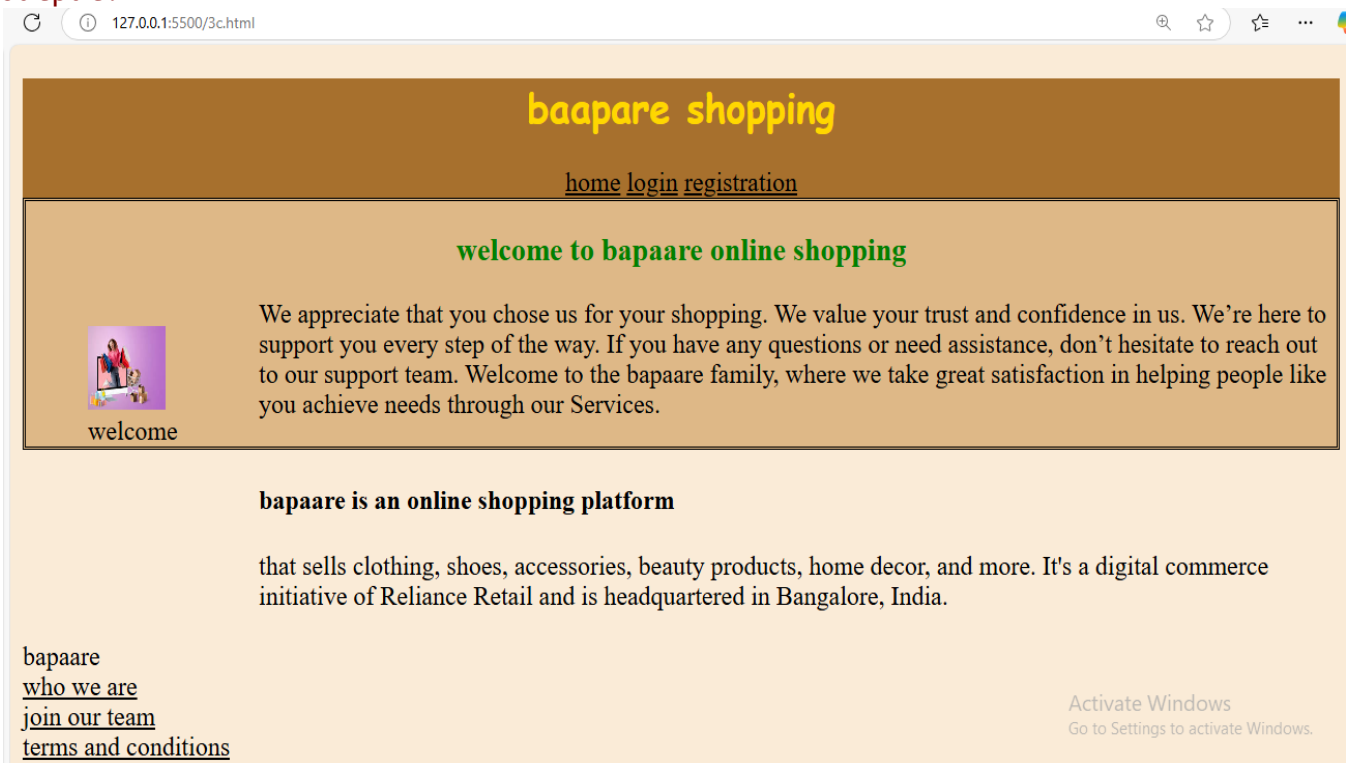 127.0.0.1:5500/3c.html
baapare shopping
home login registration
welcome to bapaare online shopping
We appreciate that you chose us for your shopping. We value your trust and confidence in us. We’re here to
support you every step of the way. If you have any questions or need assistance, don’t hesitate to reach out
to our support team. Welcome to the bapaare family, where we take great satisfaction in helping people like
you achieve needs through our Services.
welcome
bapaare is an online shopping platform
that sells clothing, shoes, accessories, beauty products, home decor, and more. It's a digital commerce
initiative of Reliance Retail and is headquartered in Bangalore, India.
bapaare
who we are
join our team
terms and conditions
Activate Windows
Go to Settings to activate Windows.